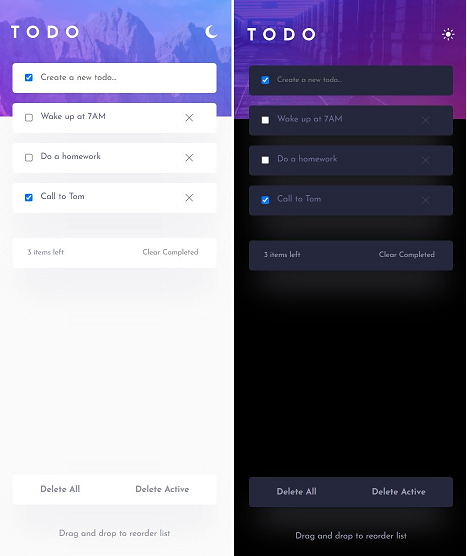 TODO
Create a new todo...
Wake up at 7AM
Do a homework
Call to Tom
3 items left Clear Completed
Delete All Delete Active
Drag and drop to reorder list
TODO
Create a new todo...
Wake up at 7AM
Do a homework
Call to Tom
3 items left Clear Completed
Delete All Delete Active
Drag and drop to reorder list